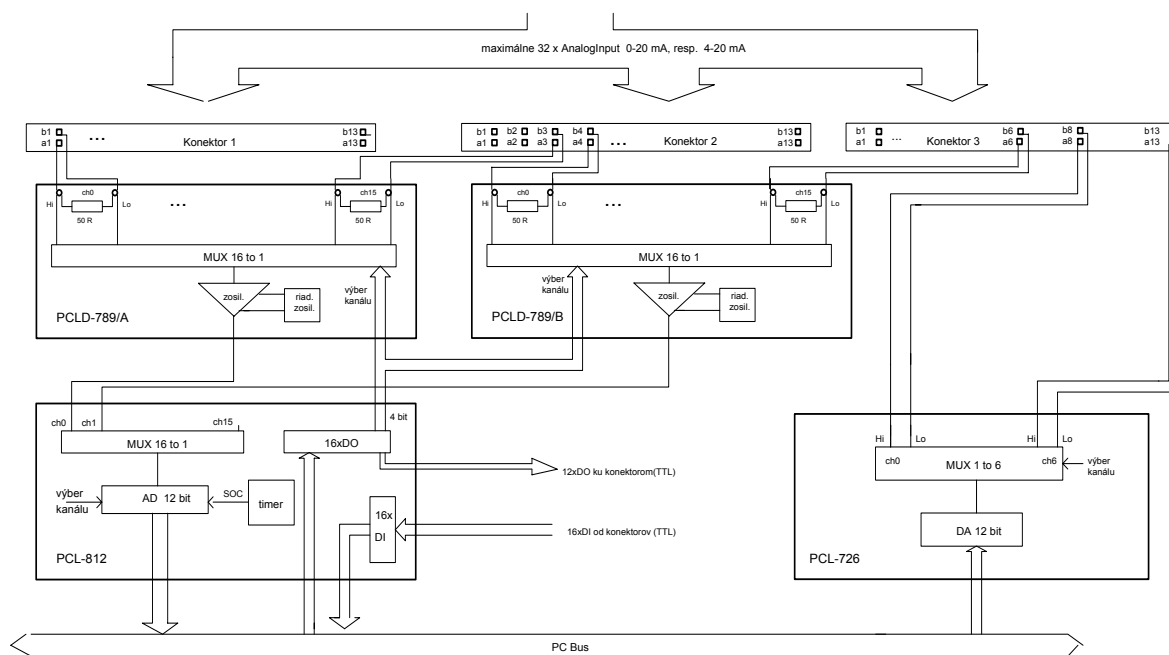 maximálne 32 x AnalogInput 0-20 mA, resp. 4-20 mA
b1 ... b13
a1 Konektor 1 a13
b1 b2 b3 b4 b13
a1 a2 a3 a4 ... Konektor 2 a13
b1 b6 b8 b13
a1 ... Konektor 3 a6 a8 a13
ch0 ... ch15
Hi Lo Hi Lo
50 R 50 R
MUX 16 to 1
výber
kanálu
zosil.
riad.
zosil.
PCLD-789/A
ch0 ... ch15
Hi Lo Hi Lo
50 R 50 R
MUX 16 to 1
výber
kanálu
zosil.
riad.
zosil.
PCLD-789/B
ch0 ch1 ch15
MUX 16 to 1
4 bit
16xDO
12xDO ku konektorom(TTL)
výber
kanálu
AD 12 bit
SOC
timer
16x
DI
16xDI od konektorov (TTL)
PCL-812
Hi Lo Hi Lo
ch0 MUX 1 to 6 ch6
výber
kanálu
DA 12 bit
PCL-726
PC Bus